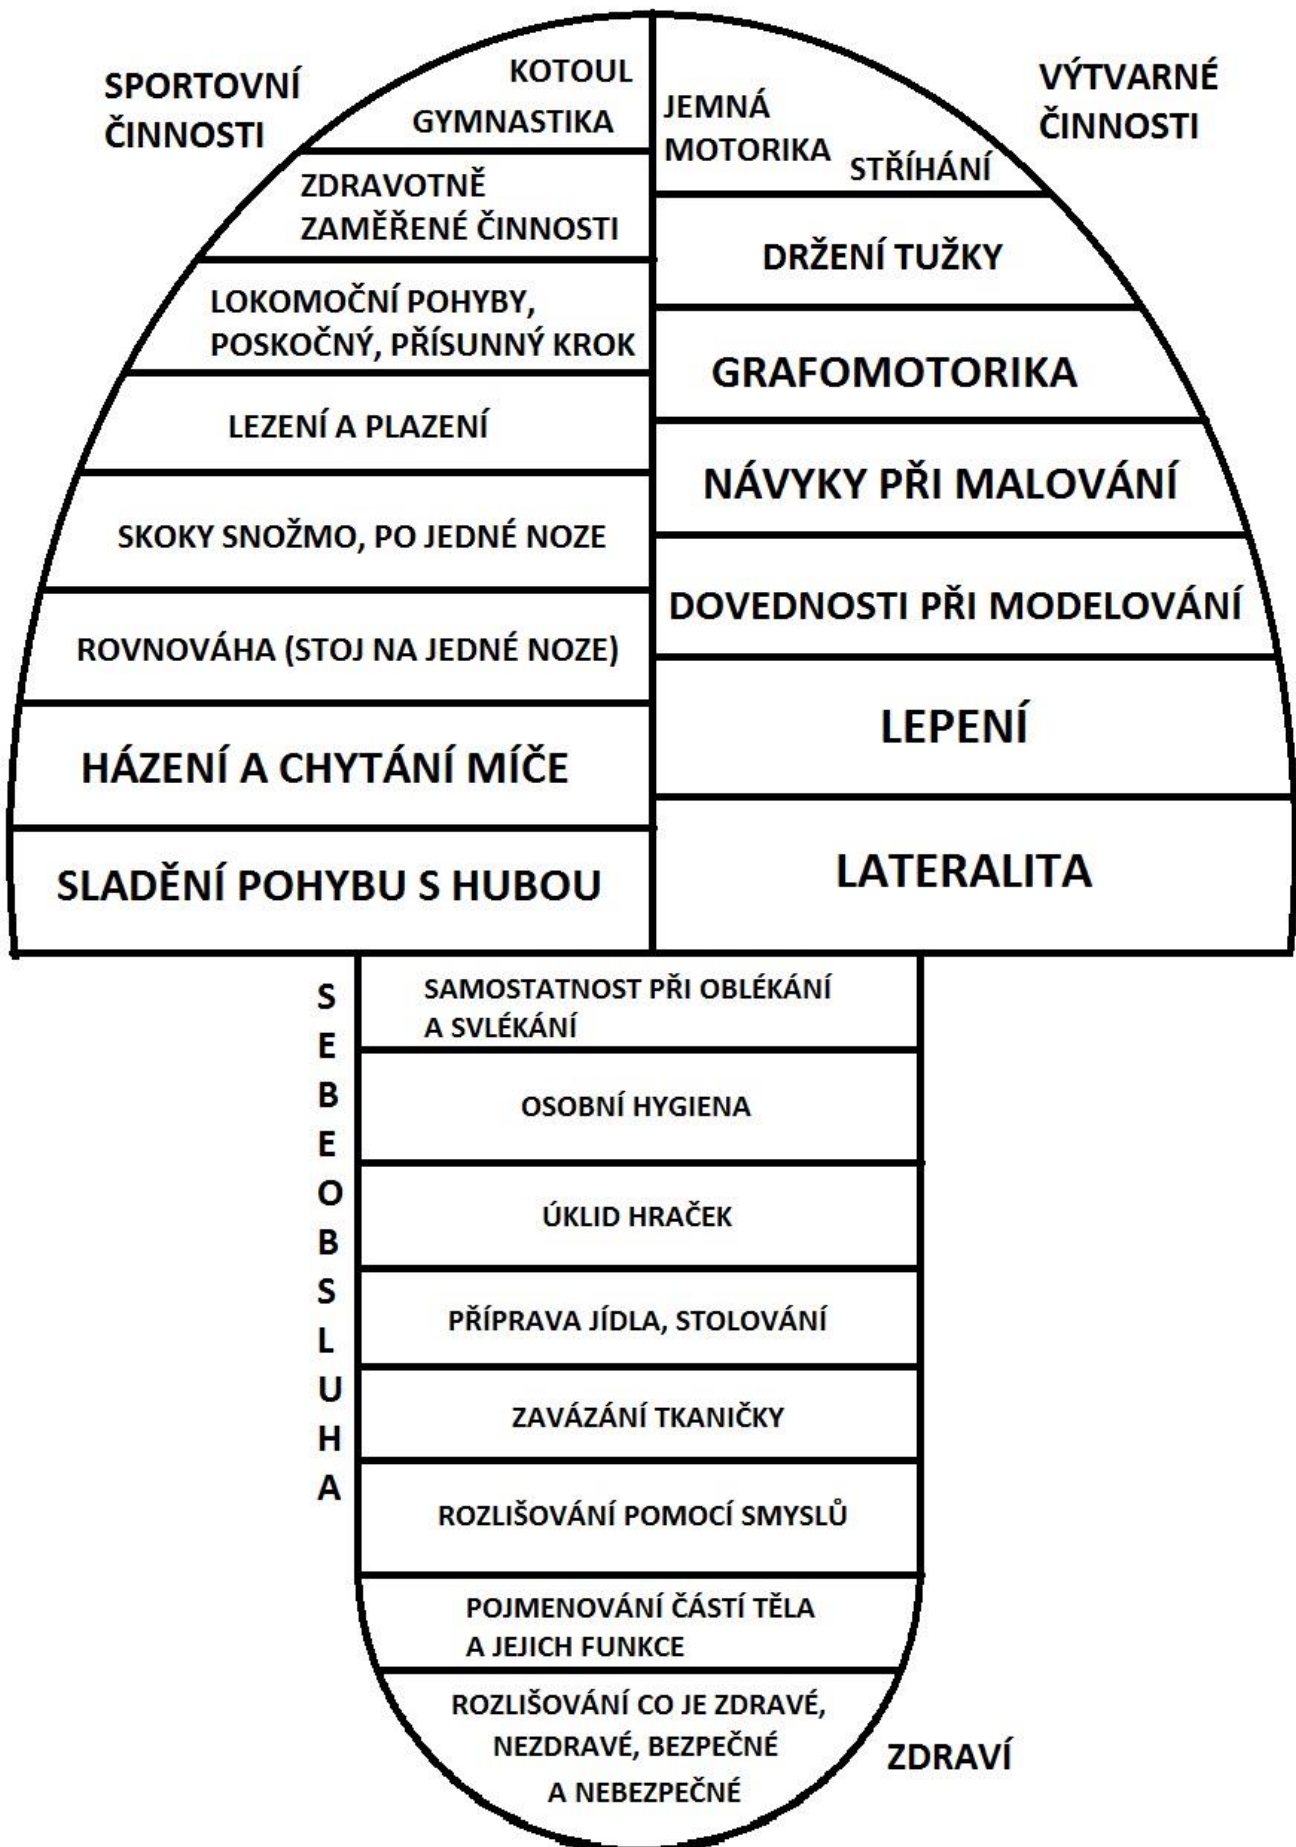 SPORTOVNÍ
ČINNOSTI
KOTOUL
GYMNASTIKA
ZDRAVOTNĚ
ZAMĚŘENÉ ČINNOSTI
LOKOMOČNÍ POHYBY,
POSKOČNÝ, PŘÍSUNNÝ KROK
LEZENÍ A PLAZENÍ
SKOKY SNOŽMO, PO JEDNÉ NOZE
ROVNOVÁHA (STOJ NA JEDNÉ NOZE)
HÁZENÍ A CHYTÁNÍ MÍČE
SLADĚNÍ POHYBU S HUBOU
VÝTVARNÉ
ČINNOSTI
JEMNÁ
MOTORIKA
STŘÍHÁNÍ
DRŽENÍ TUŽKY
GRAFOMOTORIKA
NÁVYKY PŘI MALOVÁNÍ
DOVEDNOSTI PŘI MODELOVÁNÍ
LEPENÍ
LATERALITA
SEBEOBSLUHA
SAMOSTATNOST PŘI OBLÉKÁNÍ
A SVLÉKÁNÍ
OSOBNÍ HYGIENA
ÚKLID HRAČEK
PŘÍPRAVA JÍDLA, STOLOVÁNÍ
ZAVÁZÁNÍ TKANIČKY
ROZLIŠOVÁNÍ POMOCÍ SMYSLŮ
POJMENOVÁNÍ ČÁSTÍ TĚLA
A JEJICH FUNKCE
ROZLIŠOVÁNÍ CO JE ZDRAVÉ,
NEZDRAVÉ, BEZPEČNÉ
A NEBEZPEČNÉ
ZDRAVÍ